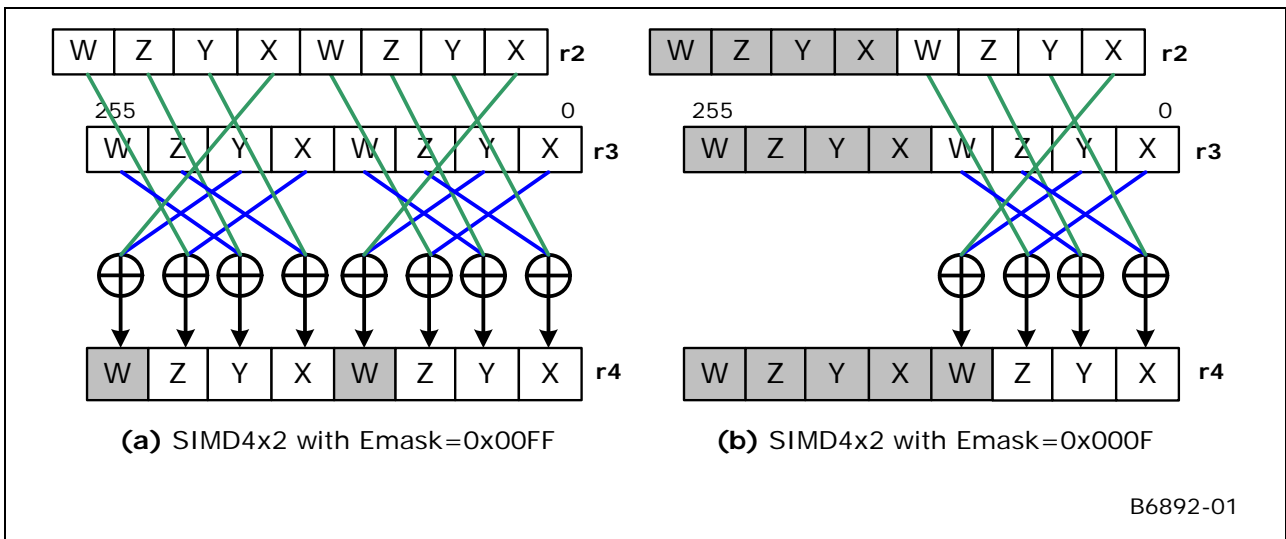 W Z Y X W Z Y X r2
255 0
W Z Y X W Z Y X r3
W Z Y X W Z Y X r4
(a) SIMD4x2 with Emask=0x00FF
W Z Y X W Z Y X r2
255 0
W Z Y X W Z Y X r3
W Z Y X W Z Y X r4
(b) SIMD4x2 with Emask=0x000F
B6892-01